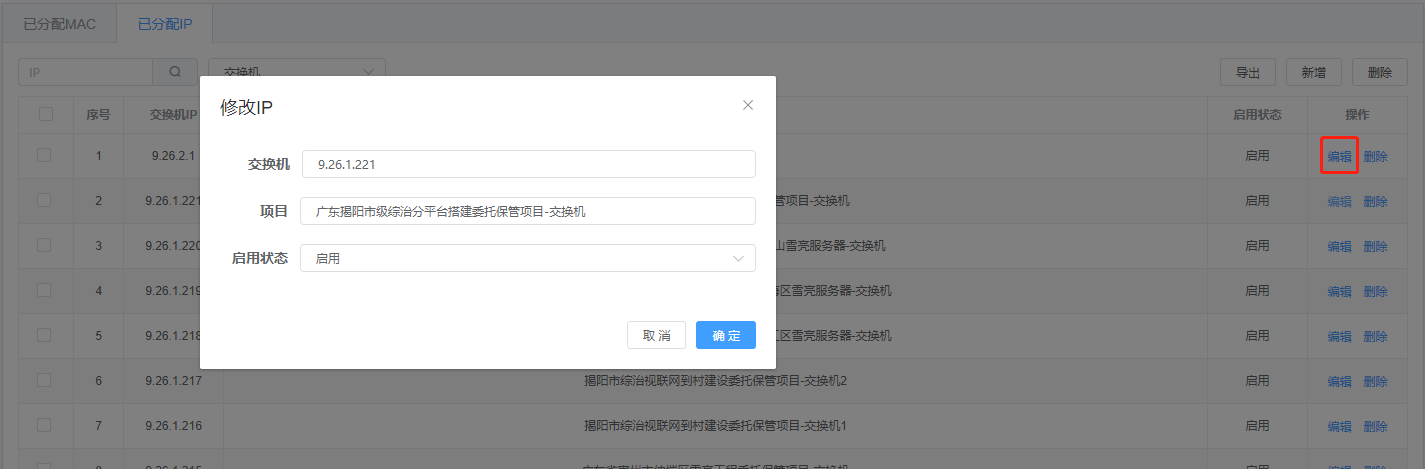 已分配MAC 已分配IP
IP 交换机 导出 新增 删除
序号 交换机IP 启用状态 操作
修改IP
交换机 9.26.1.221
项目 广东揭阳市级综治分平台搭建委托保管项目-交换机
启用状态 启用
取 消 确 定
1 9.26.2.1 启用 编辑 删除
2 9.26.1.221 管项目-交换机 启用 编辑 删除
3 9.26.1.220 山雪亮服务器-交换机 启用 编辑 删除
4 9.26.1.219 区雪亮服务器-交换机 启用 编辑 删除
5 9.26.1.218 区雪亮服务器-交换机 启用 编辑 删除
6 9.26.1.217 揭阳市综治视联网到村建设委托保管项目-交换机2 启用 编辑 删除
7 9.26.1.216 揭阳市综治视联网到村建设委托保管项目-交换机1 启用 编辑 删除